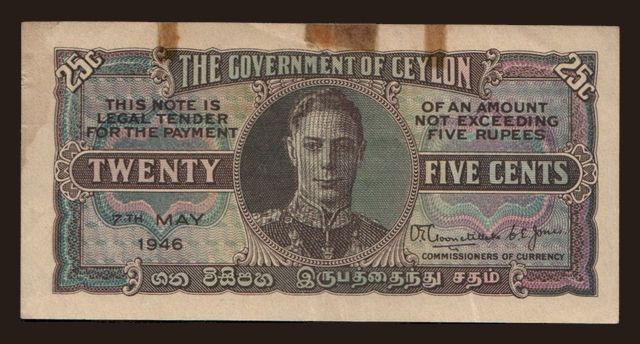 25C THE GOVERNMENT OF CEYLON 25C
THIS NOTE IS
LEGAL TENDER
FOR THE PAYMENT
OF AN AMOUNT
NOT EXCEEDING
FIVE RUPEES
TWENTY FIVE CENTS
7TH MAY
1946
COMMISSIONERS OF CURRENCY
ශත විසිපහ இருபத்தைந்து சதம்